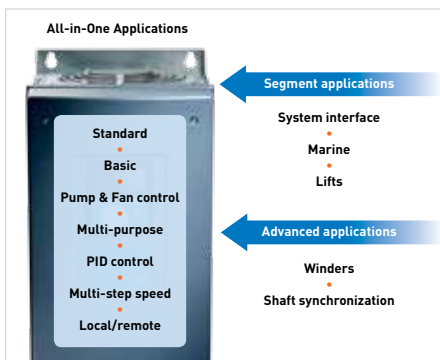 All-in-One Applications
Standard
Basic
Pump & Fan control
Multi-purpose
PID control
Multi-step speed
Local/remote
Segment applications
System interface
Marine
Lifts
Advanced applications
Winders
Shaft synchronization